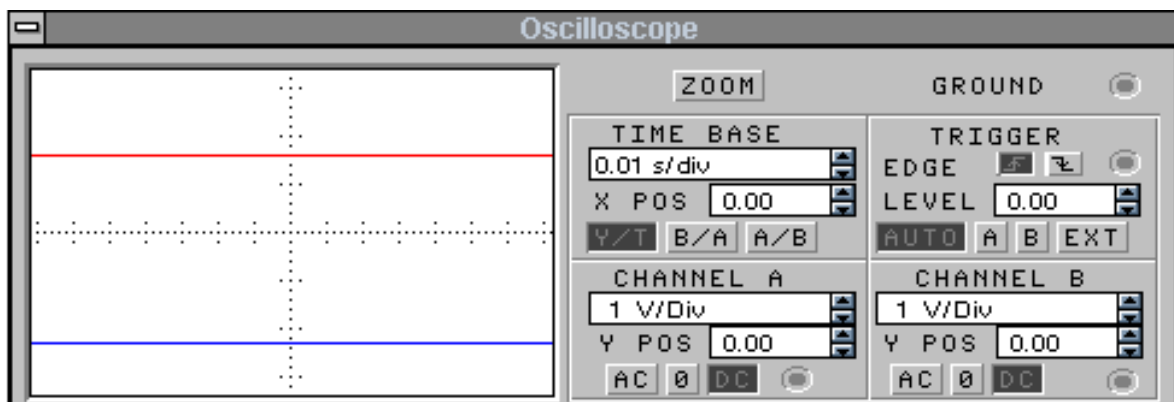 Oscilloscope
ZOOM
GROUND
TIME BASE
0.01 s/div
X POS 0.00
Y/T B/A A/B
TRIGGER
EDGE
LEVEL 0.00
AUTO A B EXT
CHANNEL A
1 V/Div
Y POS 0.00
AC 0 DC
CHANNEL B
1 V/Div
Y POS 0.00
AC 0 DC